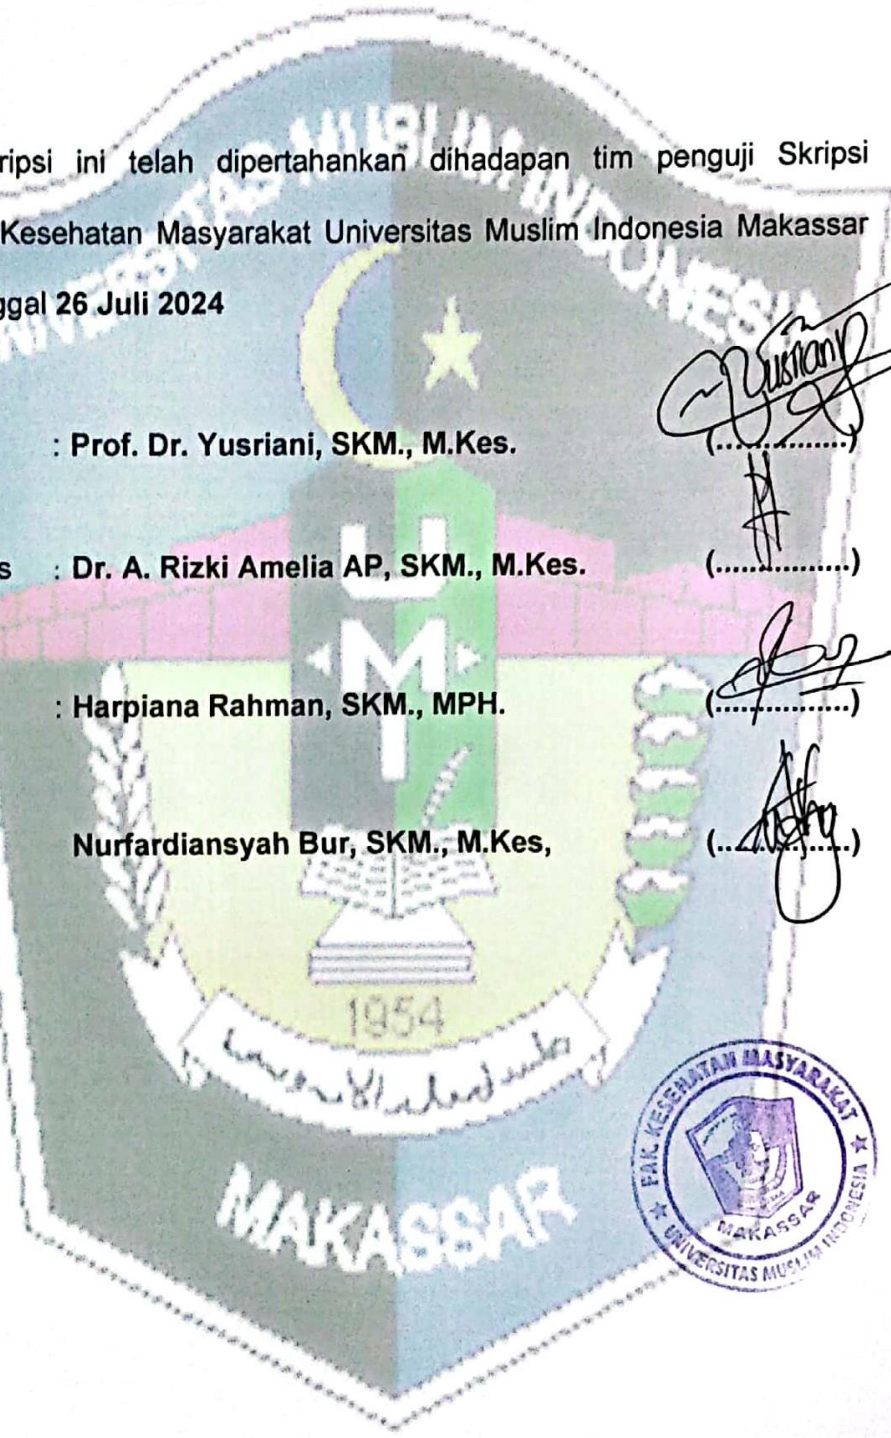 ripsi ini telah dipertahankan dihadapan tim penguji Skripsi
Kesehatan Masyarakat Universitas Muslim Indonesia Makassar
ggal 26 Juli 2024
: Prof. Dr. Yusriani, SKM., M.Kes.
(..................)
s : Dr. A. Rizki Amelia AP, SKM., M.Kes.
(..................)
: Harpiana Rahman, SKM., MPH.
(..................)
Nurfardiansyah Bur, SKM., M.Kes,
(..................)
UNIVERSITAS MUSLIM INDONESIA
UMI
1954
MAKASSAR
FAK. KESEHATAN MASYARAKAT
MAKASSAR
UNIVERSITAS MUSLIM INDONESIA